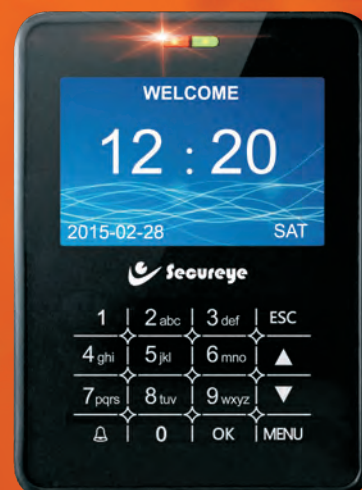 WELCOME
12 : 20
2015-02-28 SAT
Secureye
1 2 abc 3 def ESC
4 ghi 5 jkl 6 mno ▲
7 pqrs 8 tuv 9 wxyz ▼
0 OK MENU